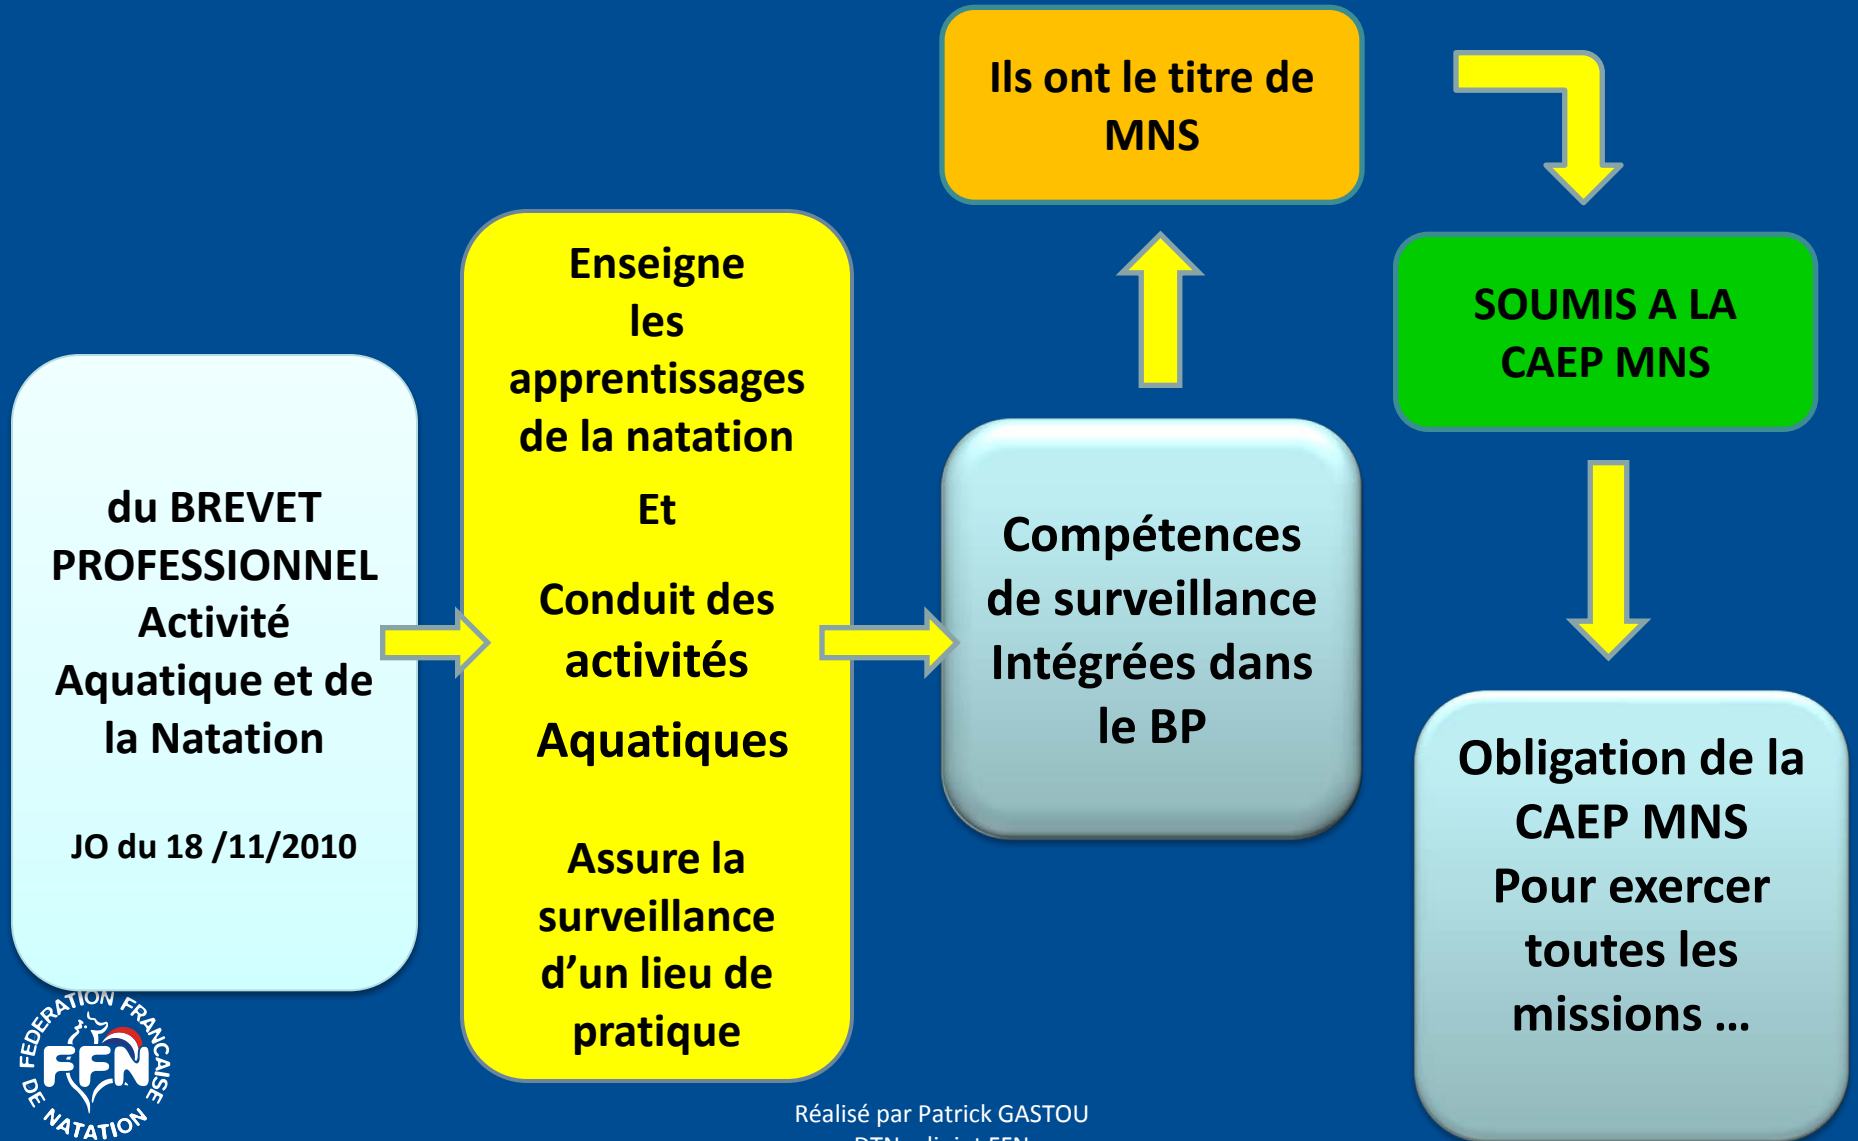 du BREVET
PROFESSIONNEL
Activité
Aquatique et de
la Natation
JO du 18 /11/2010
Enseigne
les
apprentissages
de la natation
Et
Conduit des
activités
Aquatiques
Assure la
surveillance
d’un lieu de
pratique
Compétences
de surveillance
Intégrées dans
le BP
Ils ont le titre de
MNS
SOUMIS A LA
CAEP MNS
Obligation de la
CAEP MNS
Pour exercer
toutes les
missions ...
FEDERATION FRANCAISE
FFN
DE NATATION
Réalisé par Patrick GASTOU